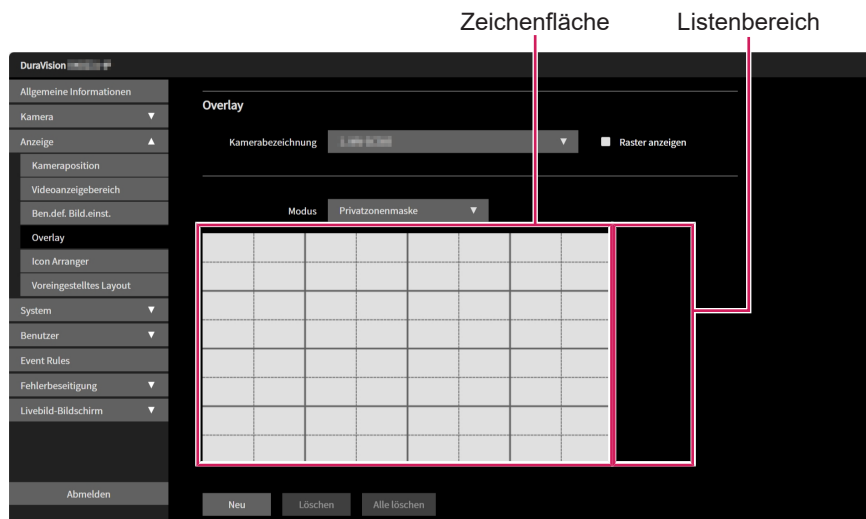 Zeichenfläche Listenbereich
DuraVision
Allgemeine Informationen
Kamera
Anzeige
Kameraposition
Videoanzeigebereich
Ben.def. Bild.einst.
Overlay
Icon Arranger
Voreingestelltes Layout
System
Benutzer
Event Rules
Fehlerbeseitigung
Livebild-Bildschirm
Abmelden
Overlay
Kamerabezeichnung
Raster anzeigen
Modus Privatzonenmaske
Neu Löschen Alle löschen